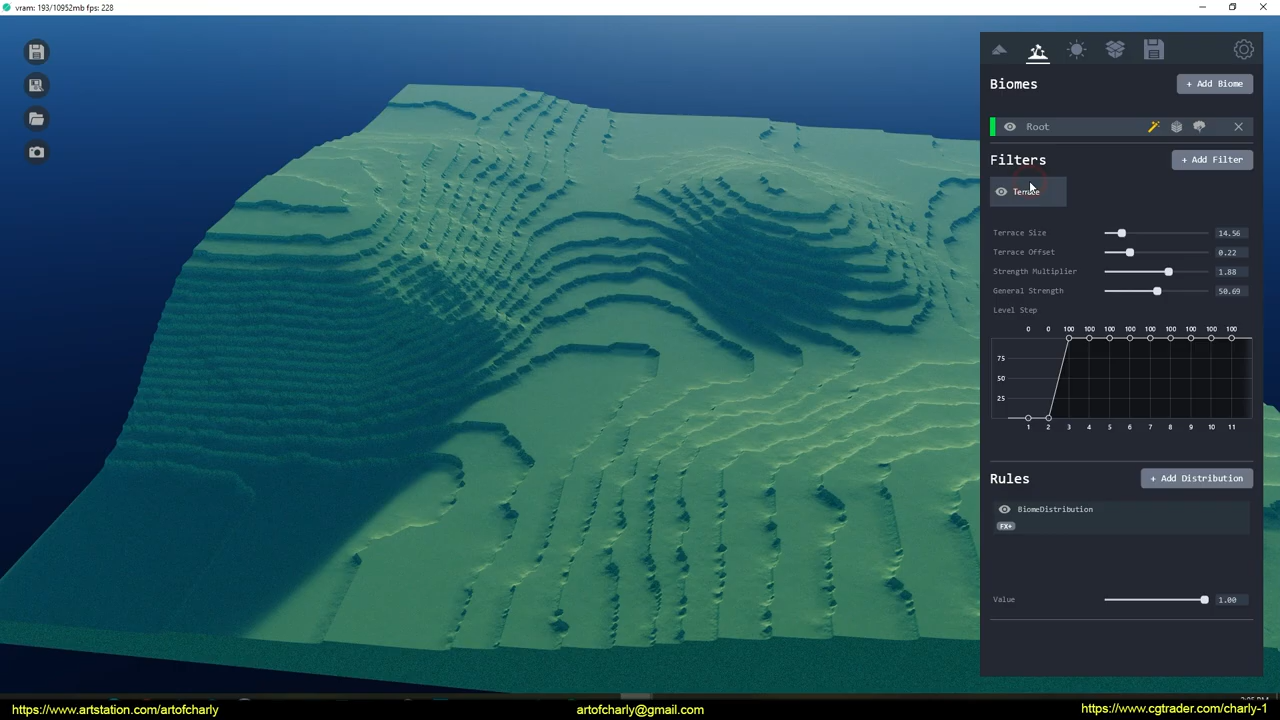 vram: 193/10952mb fps: 228
Biomes
+ Add Biome
Root
Filters
+ Add Filter
Terrace
Terrace Size 14.56
Terrace Offset 0.22
Strength Multiplier 1.88
General Strength 50.69
Level Step
0 0 100 100 100 100 100 100 100 100 100
75
50
25
1 2 3 4 5 6 7 8 9 10 11
Rules
+ Add Distribution
BiomeDistribution
FX+
Value 1.00
https://www.artstation.com/artofcharly
artofcharly@gmail.com
https://www.cgtrader.com/charly-1